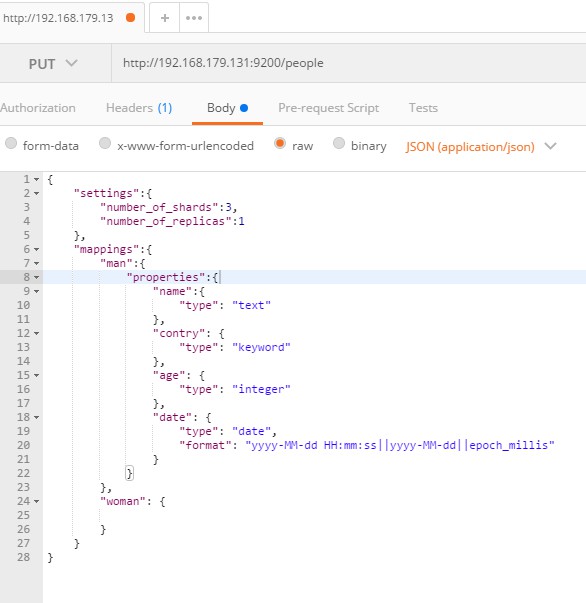 http://192.168.179.13 + •••
PUT http://192.168.179.131:9200/people
Authorization Headers (1) Body Pre-request Script Tests
form-data x-www-form-urlencoded raw binary JSON (application/json)
1 {
2 "settings":{
3 "number_of_shards":3,
4 "number_of_replicas":1
5 },
6 "mappings":{
7 "man":{
8 "properties":{
9 "name":{
10 "type": "text"
11 },
12 "contry": {
13 "type": "keyword"
14 },
15 "age": {
16 "type": "integer"
17 },
18 "date": {
19 "type": "date",
20 "format": "yyyy-MM-dd HH:mm:ss||yyyy-MM-dd||epoch_millis"
21 }
22 }
23 },
24 "woman": {
25
26 }
27 }
28 }